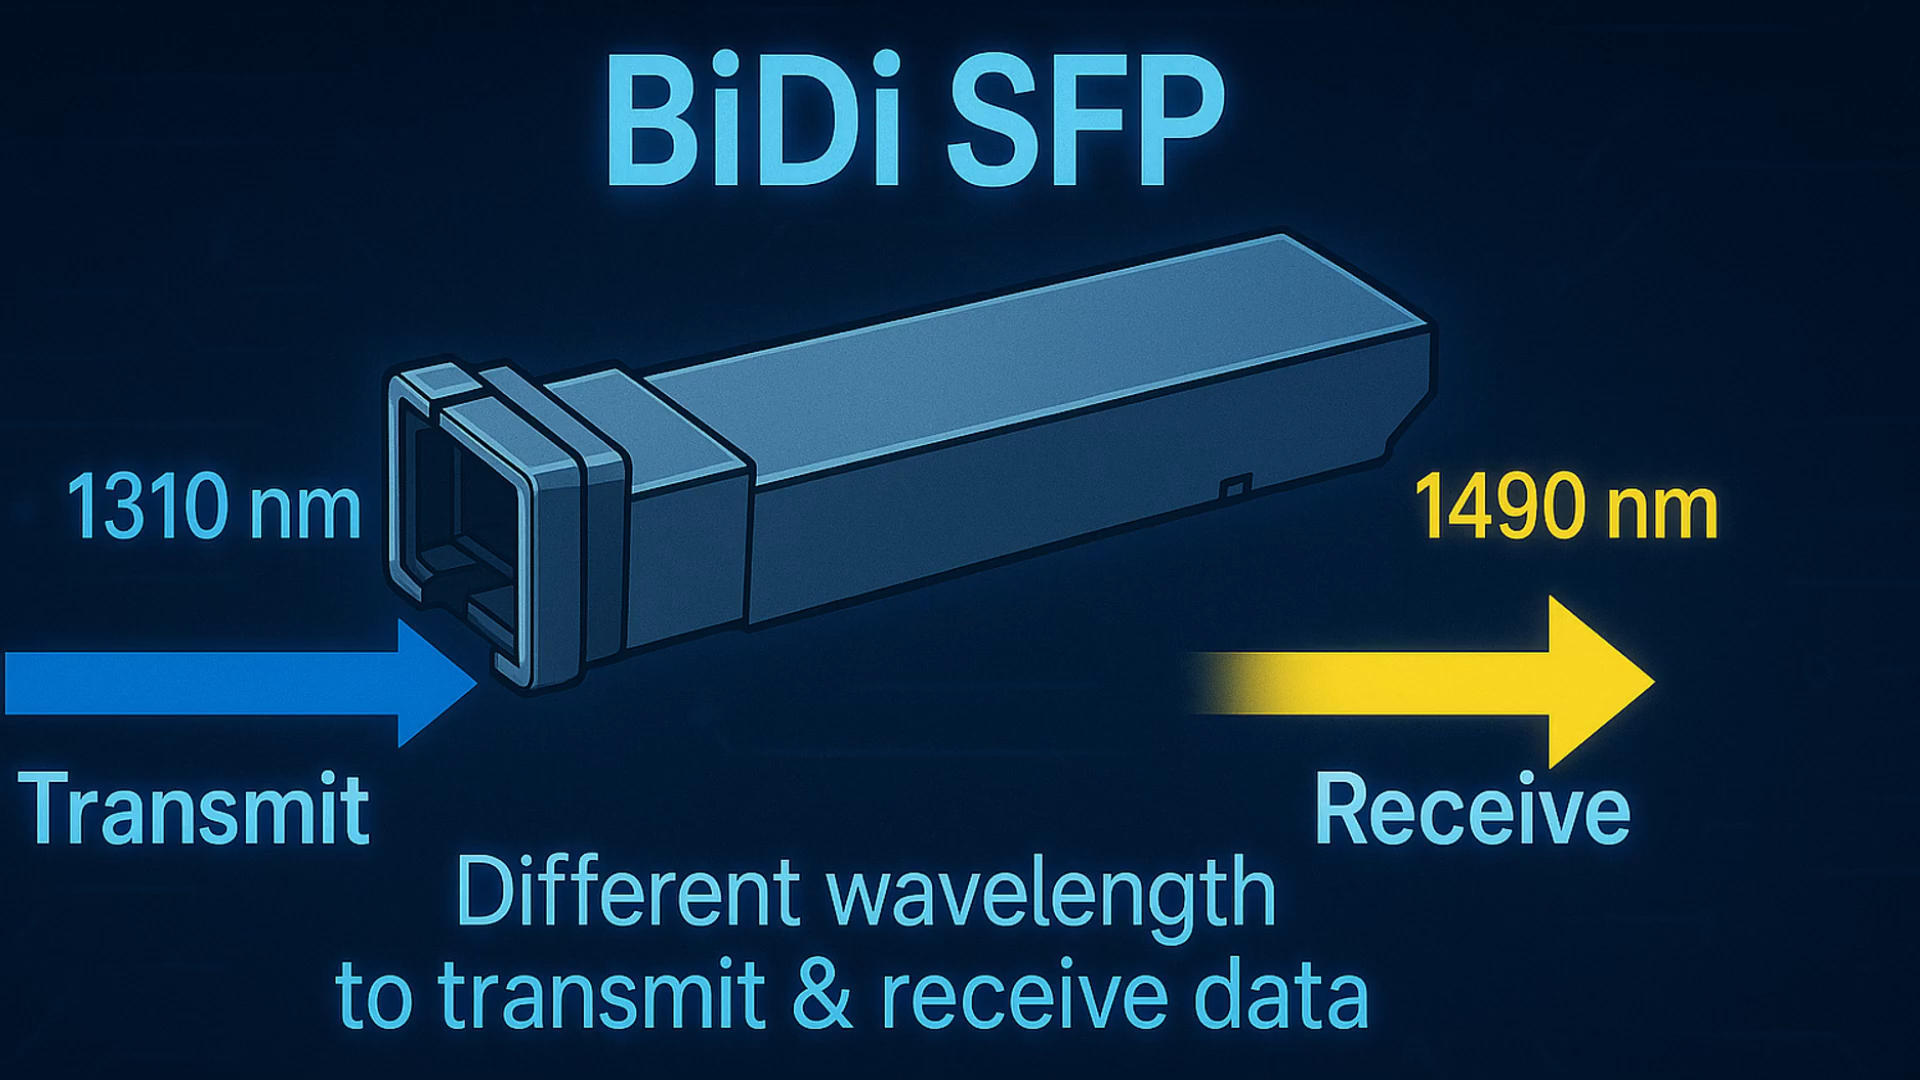 BiDi SFP
1310 nm
1490 nm
Transmit
Receive
Different wavelength
to transmit & receive data